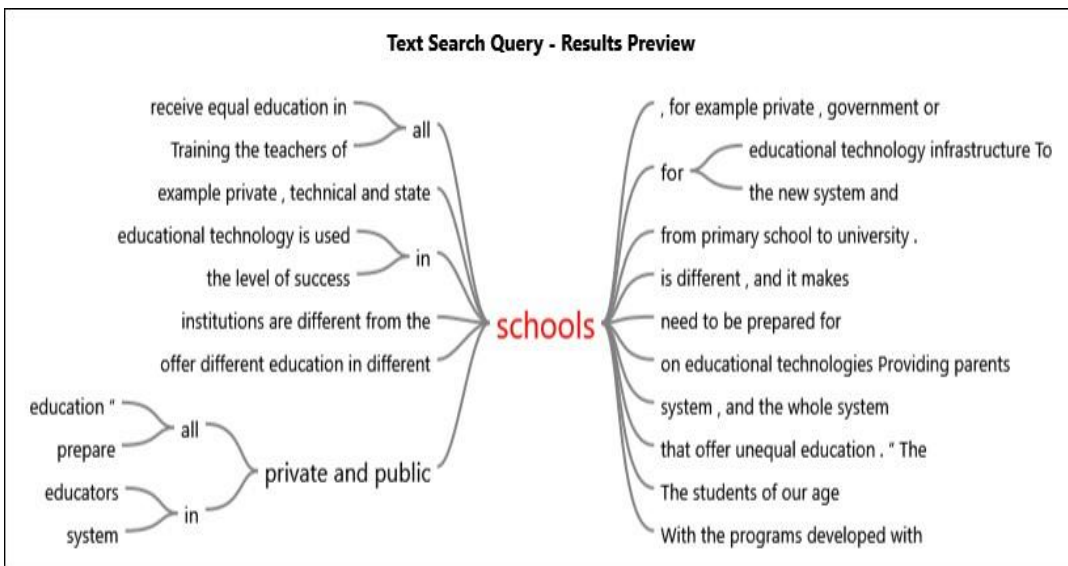 Text Search Query - Results Preview
receive equal education in
Training the teachers of
all
example private , technical and state
educational technology is used
the level of success
in
institutions are different from the
offer different education in different
education "
prepare
all
educators
system
in
private and public
schools
, for example private , government or
for
educational technology infrastructure To
the new system and
from primary school to university .
is different , and it makes
need to be prepared for
on educational technologies Providing parents
system , and the whole system
that offer unequal education . " The
The students of our age
With the programs developed with